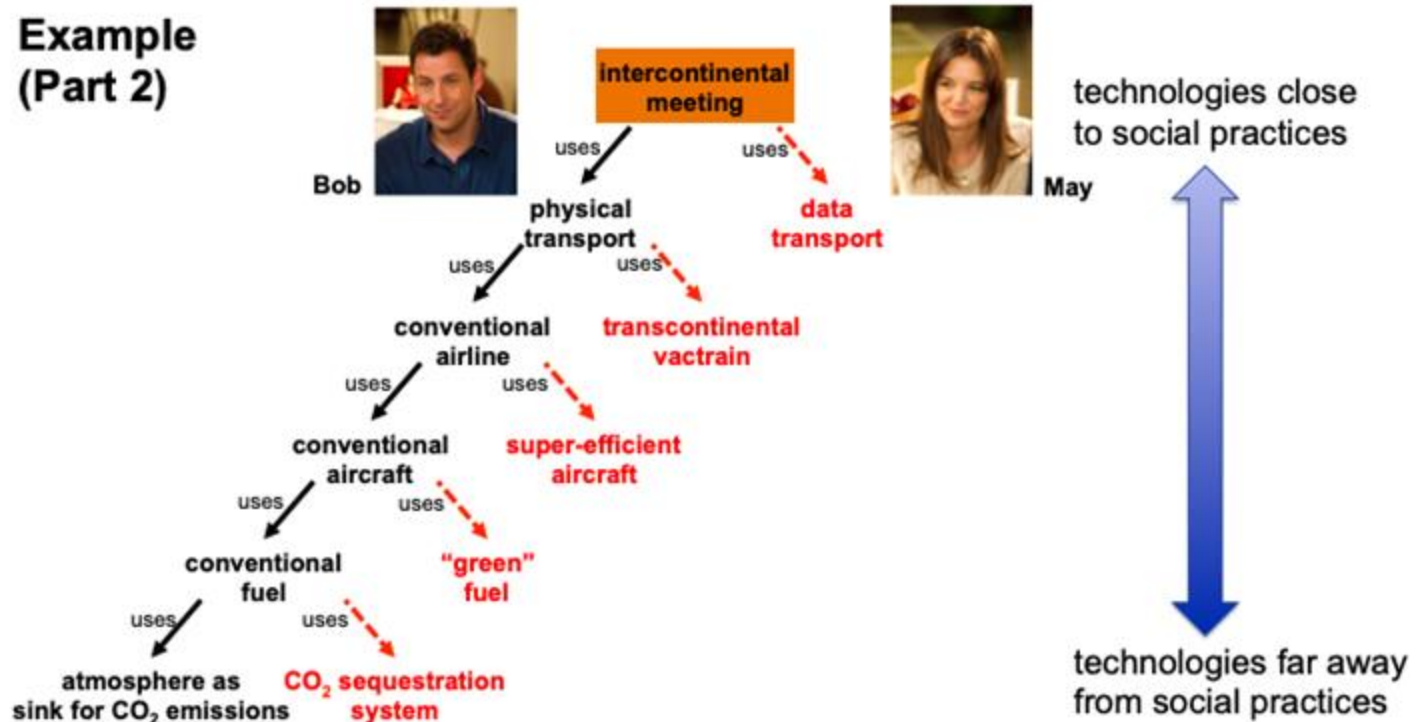 Example
(Part 2)
Bob
intercontinental
meeting
May
technologies close
to social practices
uses
uses
physical
transport
data
transport
uses
uses
conventional
airline
transcontinental
vactrain
uses
uses
conventional
aircraft
super-efficient
aircraft
uses
uses
conventional
fuel
“green”
fuel
uses
uses
atmosphere as
sink for CO₂ emissions
CO₂ sequestration
system
technologies far away
from social practices